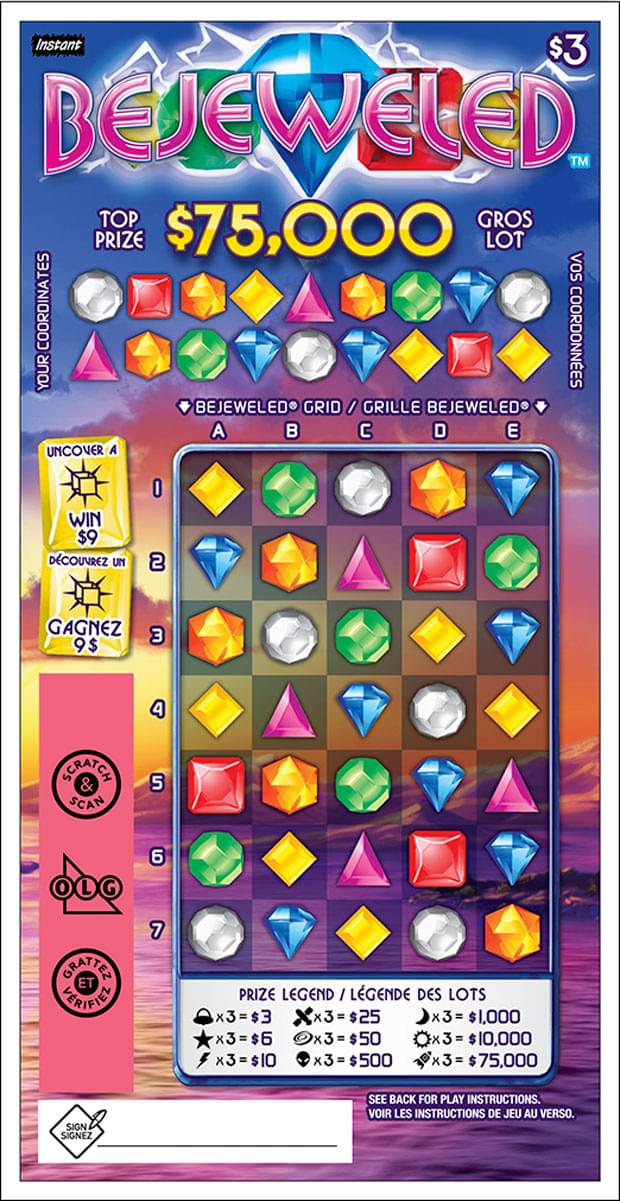 Instant
$3
BEJEWELED™
TOP PRIZE
$75,000
GROS LOT
YOUR COORDINATES
VOS COORDONNÉES
BEJEWELED® GRID / GRILLE BEJEWELED®
A B C D E
UNCOVER A
WIN
$9
DÉCOUVREZ UN
GAGNEZ
9$
1
2
3
4
5
6
7
SCRATCH & SCAN
OLG
GRATTEZ ET VÉRIFIEZ
PRIZE LEGEND / LÉGENDE DES LOTS
x3=$3 x3=$25 x3=$1,000
x3=$6 x3=$50 x3=$10,000
x3=$10 x3=$500 x3=$75,000
SEE BACK FOR PLAY INSTRUCTIONS.
VOIR LES INSTRUCTIONS DE JEU AU VERSO.
SIGN
SIGNEZ